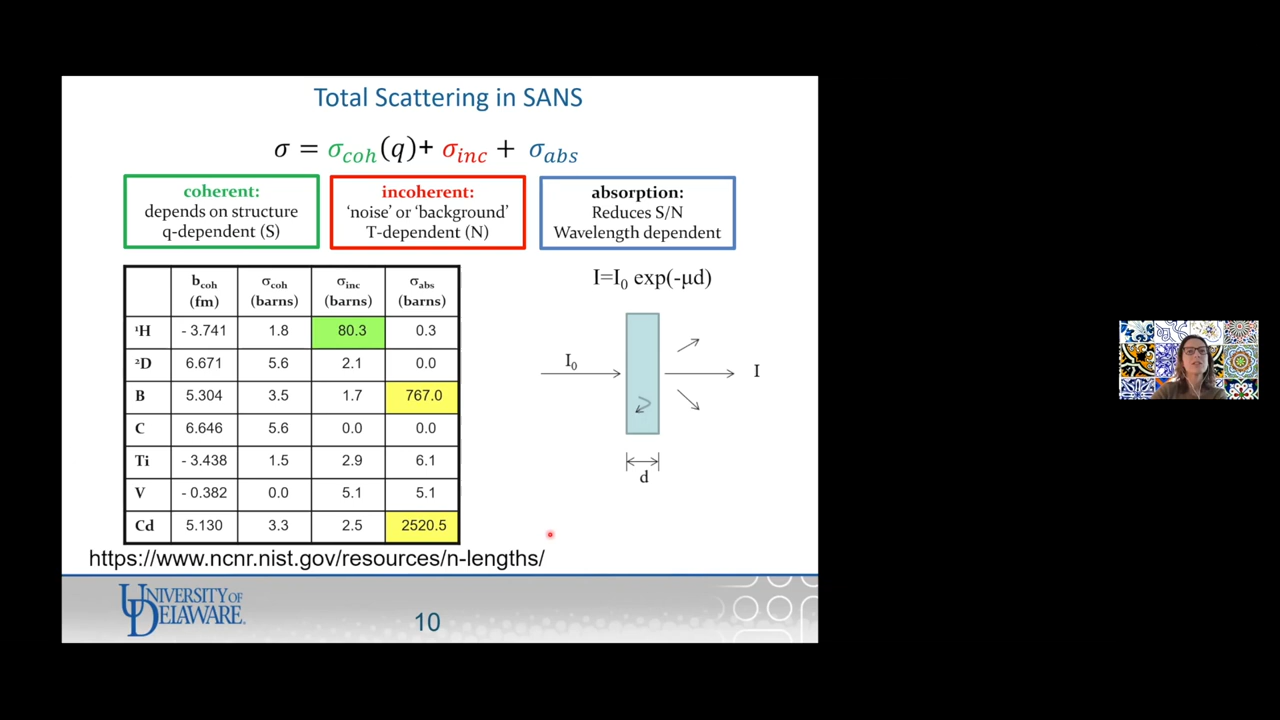 Total Scattering in SANS
σ = σcoh(q)+ σinc + σabs
coherent:
depends on structure
q-dependent (S)
incoherent:
‘noise’ or ‘background’
T-dependent (N)
absorption:
Reduces S/N
Wavelength dependent
bcoh (fm) σcoh (barns) σinc (barns) σabs (barns)
¹H - 3.741 1.8 80.3 0.3
²D 6.671 5.6 2.1 0.0
B 5.304 3.5 1.7 767.0
C 6.646 5.6 0.0 0.0
Ti - 3.438 1.5 2.9 6.1
V - 0.382 0.0 5.1 5.1
Cd 5.130 3.3 2.5 2520.5
I=I₀ exp(-μd)
I₀
I
d
https://www.ncnr.nist.gov/resources/n-lengths/
UNIVERSITY OF
DELAWARE.
10